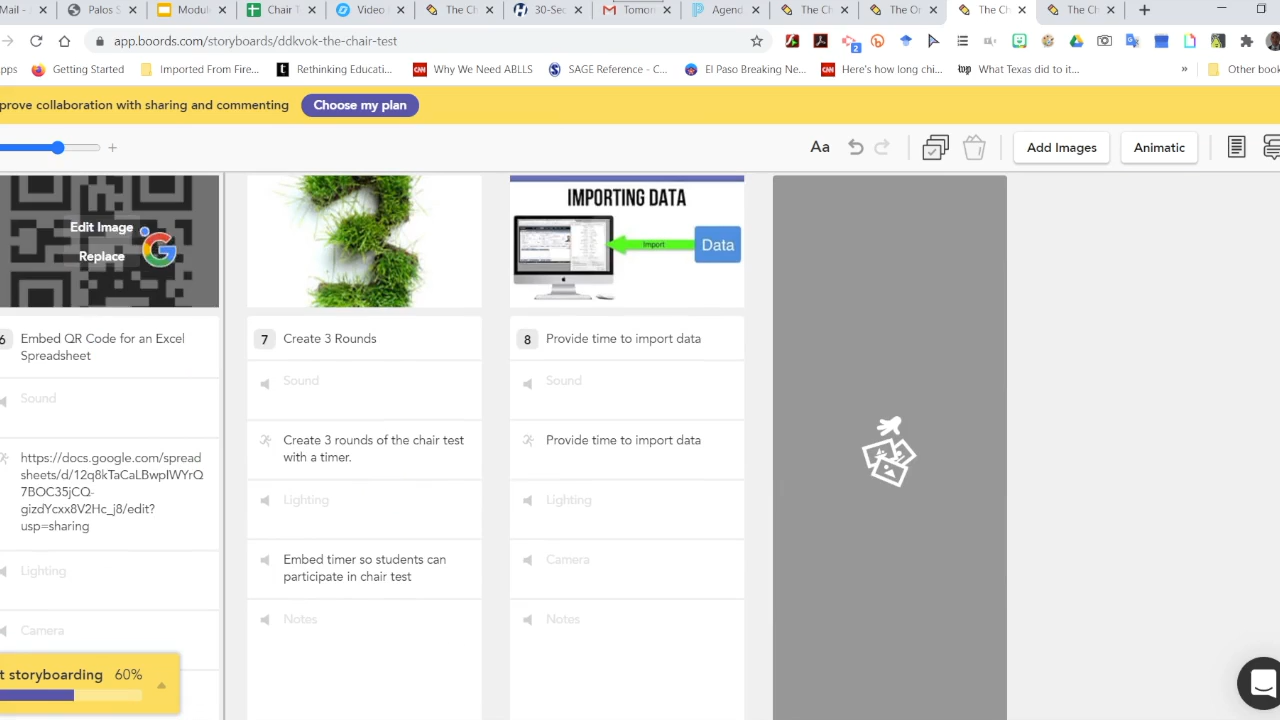 Mail -
Palos S
Modul
Chair T
Video
The Ch
30-Sec
Tomorr
Agend
The Ch
The Or
The Ch
The Ch
app.boords.com/storyboards/ddkvok-the-chair-test
2
pps
Getting Starte
Imported From Fire...
Rethinking Educati...
CNN Why We Need ABLLS
SAGE Reference - C...
El Paso Breaking Ne...
CNN Here's how long chi...
What Texas did to it...
»
Other book
prove collaboration with sharing and commenting
Choose my plan
+
Aa
Add Images
Animatic
Edit Image
Replace
IMPORTING DATA
Import
Data
6 Embed QR Code for an Excel
Spreadsheet
Sound
https://docs.google.com/spread
sheets/d/12q8kTaCaLBwpIWYrQ
7BOC35jCQ-
gizdYcxx8V2Hc_j8/edit?
usp=sharing
Lighting
Camera
7 Create 3 Rounds
Sound
Create 3 rounds of the chair test
with a timer.
Lighting
Embed timer so students can
participate in chair test
Notes
8 Provide time to import data
Sound
Provide time to import data
Lighting
Camera
Notes
t storyboarding 60%